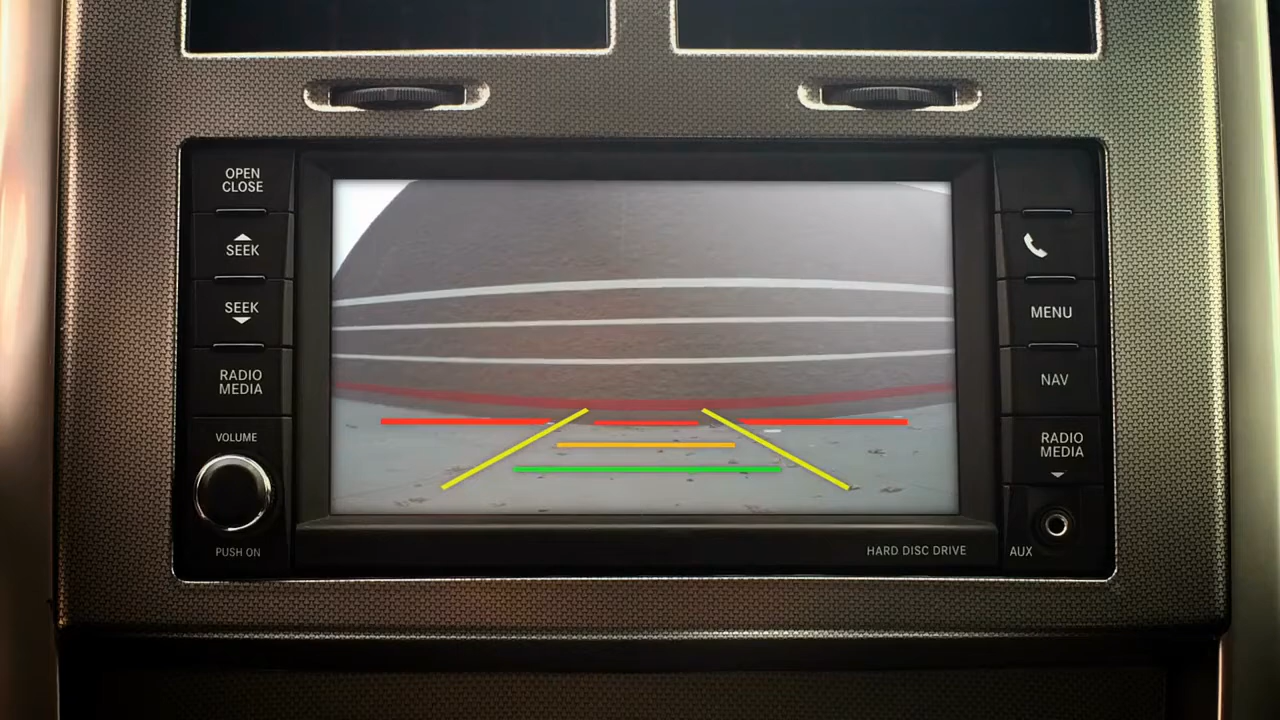 OPEN
CLOSE
SEEK
SEEK
RADIO
MEDIA
VOLUME
PUSH ON
MENU
NAV
RADIO
MEDIA
AUX
HARD DISC DRIVE